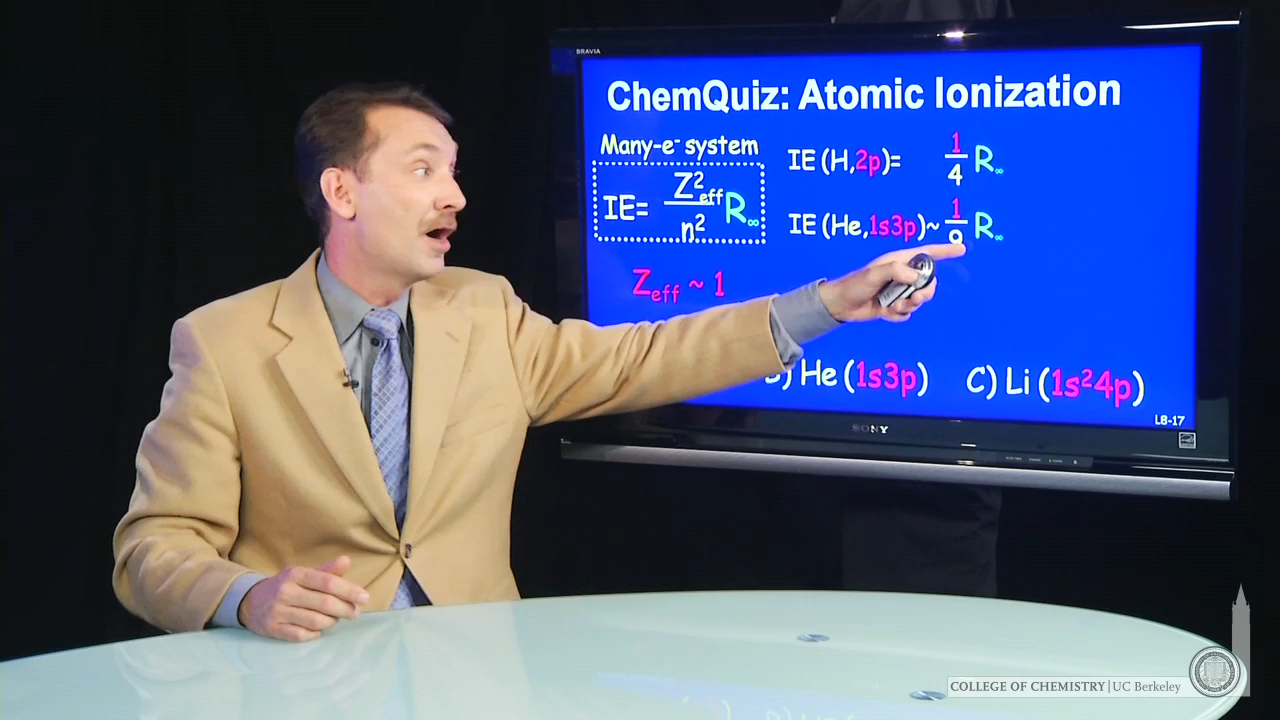 BRAVIA
ChemQuiz: Atomic Ionization
Many-e⁻ system
IE= Z²eff/n² R∞
IE (H,2p)= 1/4 R∞
IE (He,1s3p)~ 1/9 R∞
Zeff ~ 1
B) He (1s3p) C) Li (1s²4p)
L8-17
SONY
COLLEGE OF CHEMISTRY | UC Berkeley